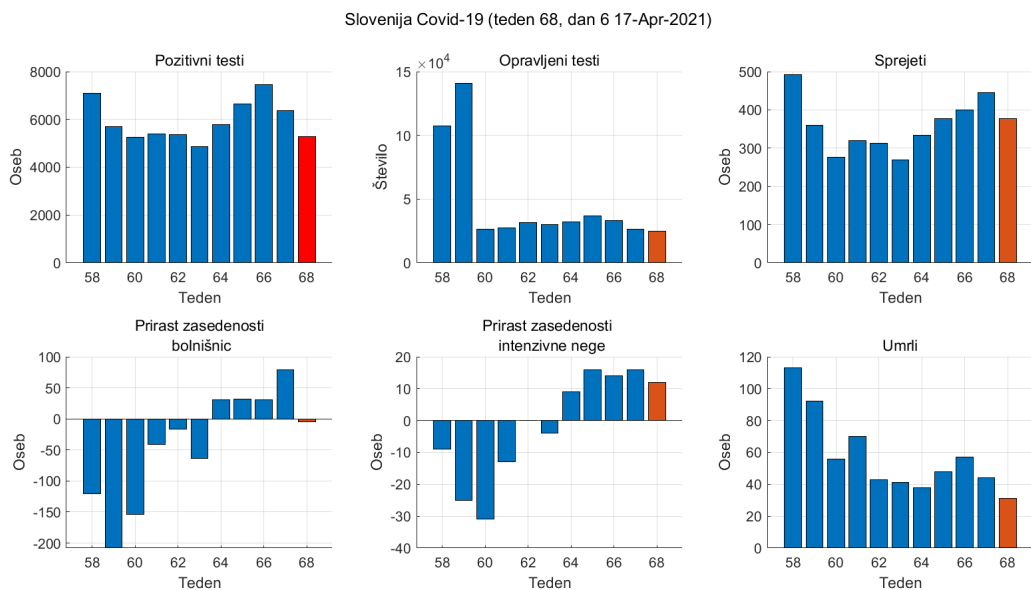 Slovenija Covid-19 (teden 68, dan 6 17-Apr-2021)
Pozitivni testi
8000
6000
4000
2000
0
Oseb
58 60 62 64 66 68
Teden
Opravljeni testi
×10⁴
15
10
5
0
Število
58 60 62 64 66 68
Teden
Sprejeti
500
400
300
200
100
0
Oseb
58 60 62 64 66 68
Teden
Prirast zasedenosti
bolnišnic
100
50
0
-50
-100
-150
-200
Oseb
58 60 62 64 66 68
Teden
Prirast zasedenosti
intenzivne nege
20
10
0
-10
-20
-30
-40
Oseb
58 60 62 64 66 68
Teden
Umrli
120
100
80
60
40
20
0
Oseb
58 60 62 64 66 68
Teden